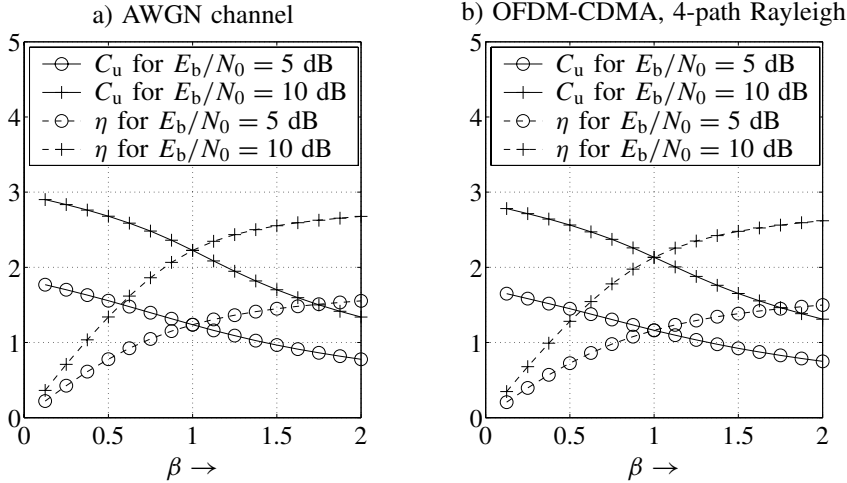 a) AWGN channel
5
4
3
2
1
0
C_u for E_b/N_0 = 5 dB
C_u for E_b/N_0 = 10 dB
η for E_b/N_0 = 5 dB
η for E_b/N_0 = 10 dB
0 0.5 1 1.5 2
β →
b) OFDM-CDMA, 4-path Rayleigh
5
4
3
2
1
0
C_u for E_b/N_0 = 5 dB
C_u for E_b/N_0 = 10 dB
η for E_b/N_0 = 5 dB
η for E_b/N_0 = 10 dB
0 0.5 1 1.5 2
β →